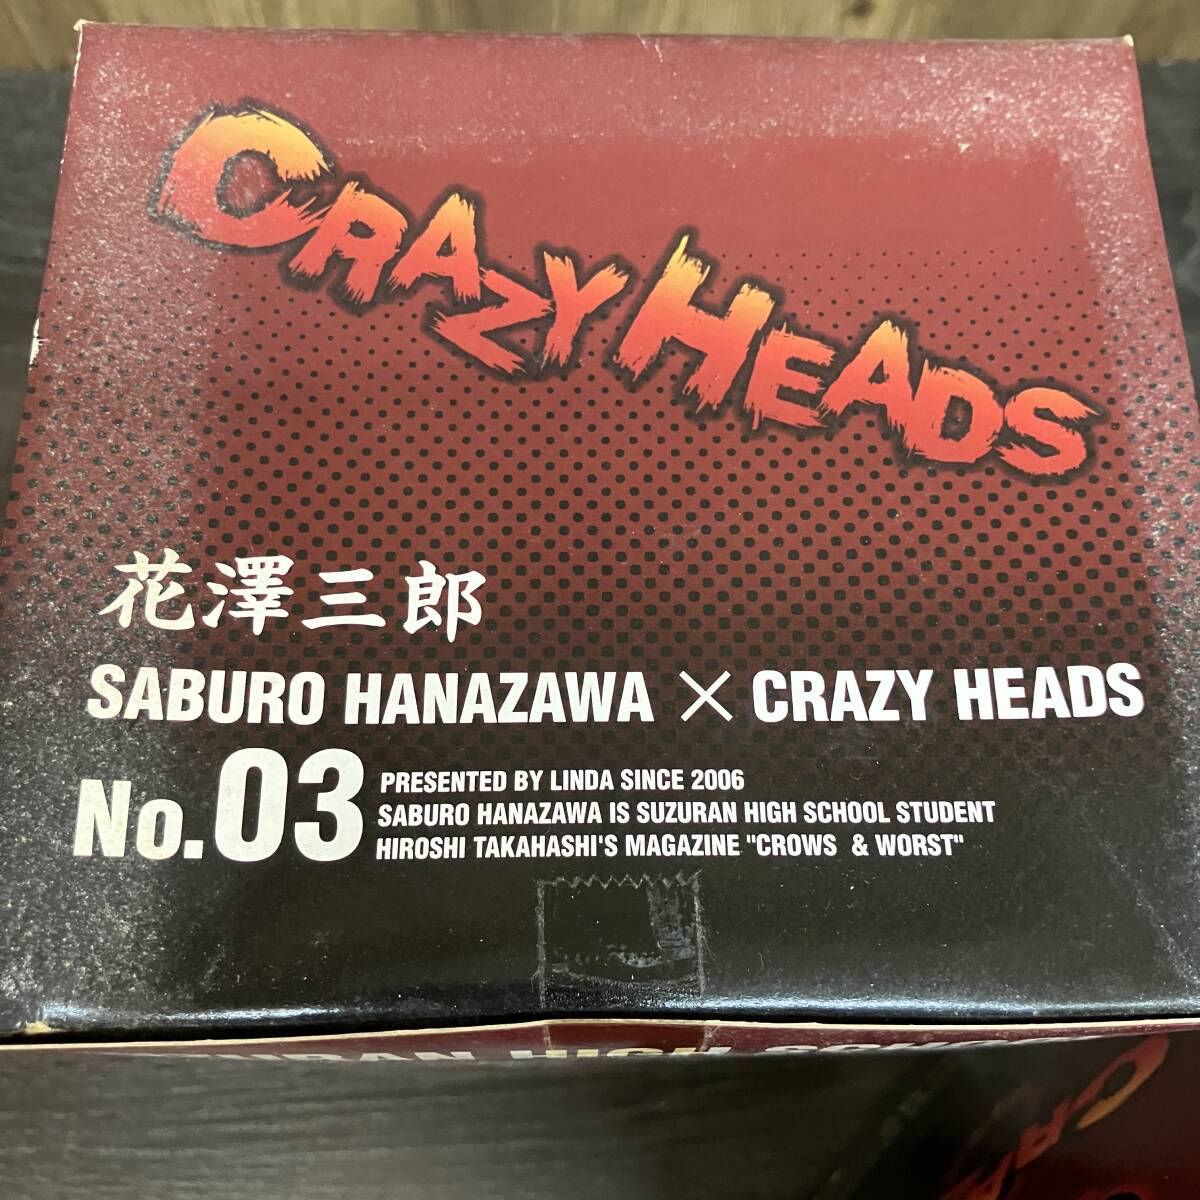 CRAZY HEADS
花澤三郎
SABURO HANAZAWA × CRAZY HEADS
No.03
PRESENTED BY LINDA SINCE 2006
SABURO HANAZAWA IS SUZURAN HIGH SCHOOL STUDENT
HIROSHI TAKAHASHI'S MAGAZINE "CROWS & WORST"